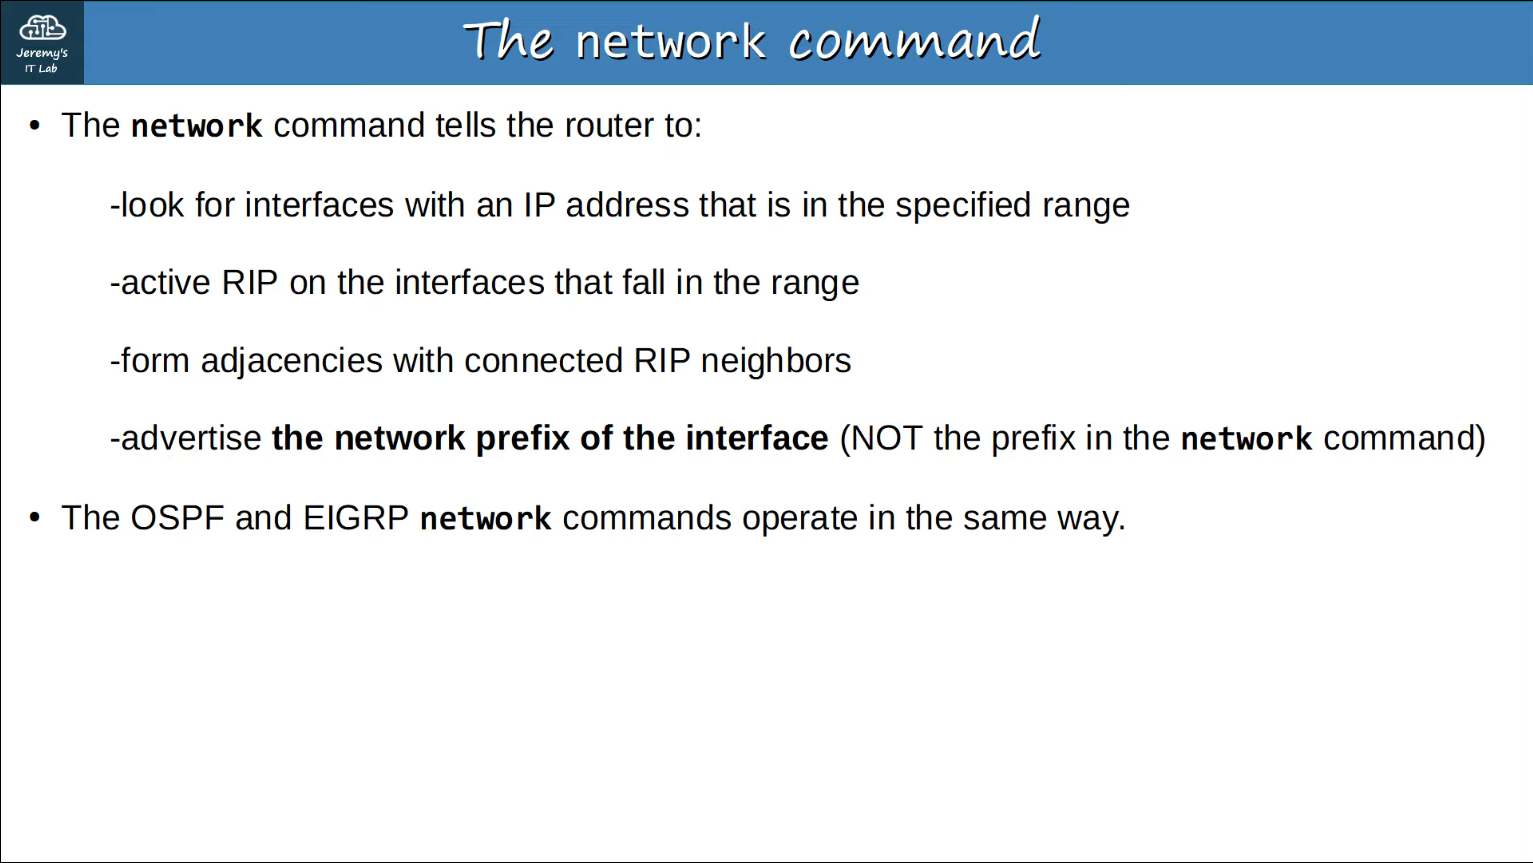 Jeremy's
IT Lab
The network command
• The network command tells the router to:
-look for interfaces with an IP address that is in the specified range
-active RIP on the interfaces that fall in the range
-form adjacencies with connected RIP neighbors
-advertise the network prefix of the interface (NOT the prefix in the network command)
• The OSPF and EIGRP network commands operate in the same way.